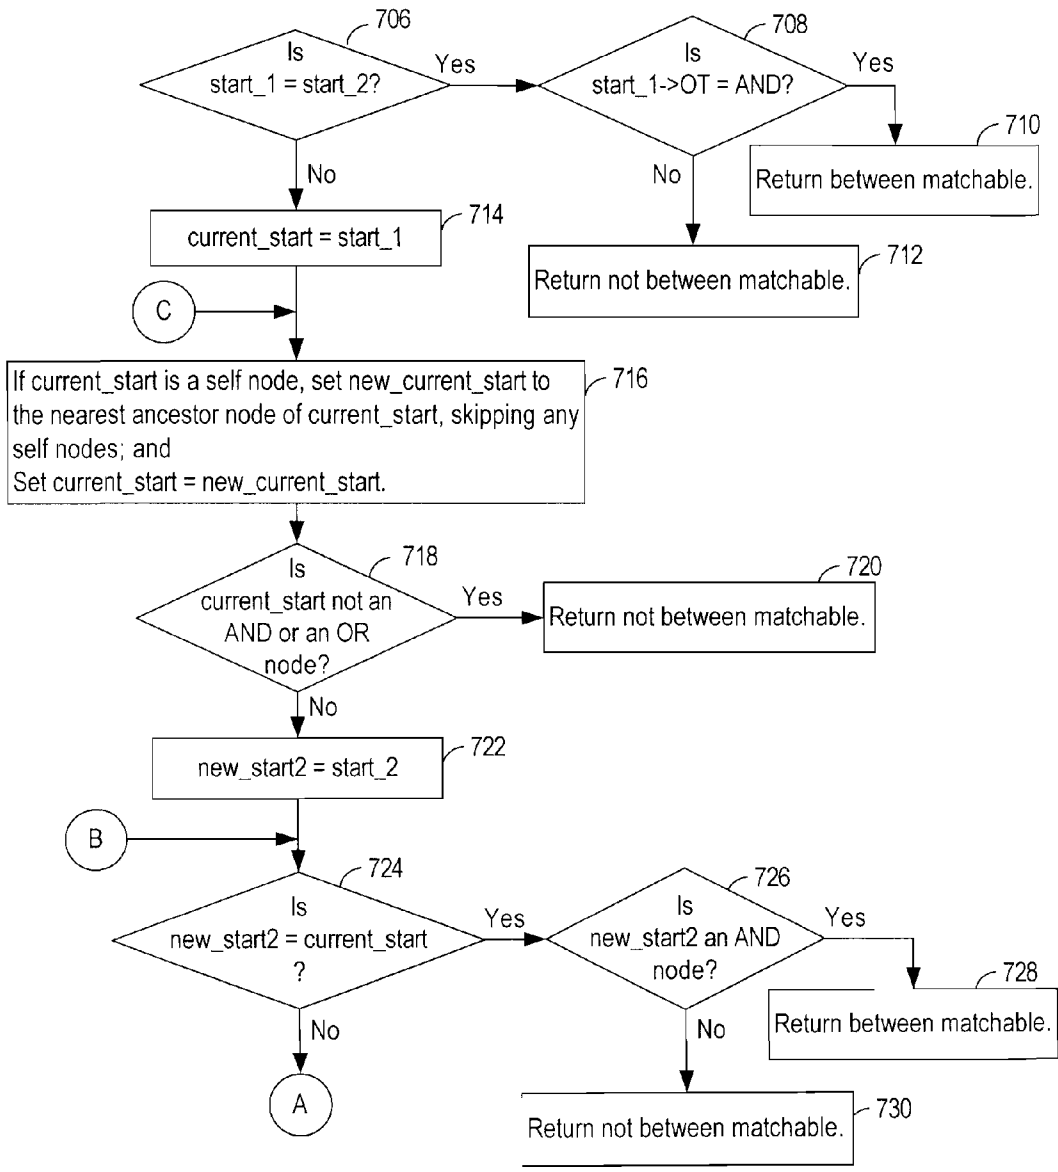 706
Is
start_1 = start_2?
Yes
708
Is
start_1->OT = AND?
Yes
710
Return between matchable.
No
No
714
current_start = start_1
712
Return not between matchable.
C
716
If current_start is a self node, set new_current_start to
the nearest ancestor node of current_start, skipping any
self nodes; and
Set current_start = new_current_start.
718
Is
current_start not an
AND or an OR
node?
Yes
720
Return not between matchable.
No
722
new_start2 = start_2
B
724
Is
new_start2 = current_start
?
Yes
726
Is
new_start2 an AND
node?
Yes
728
Return between matchable.
No
No
A
730
Return not between matchable.